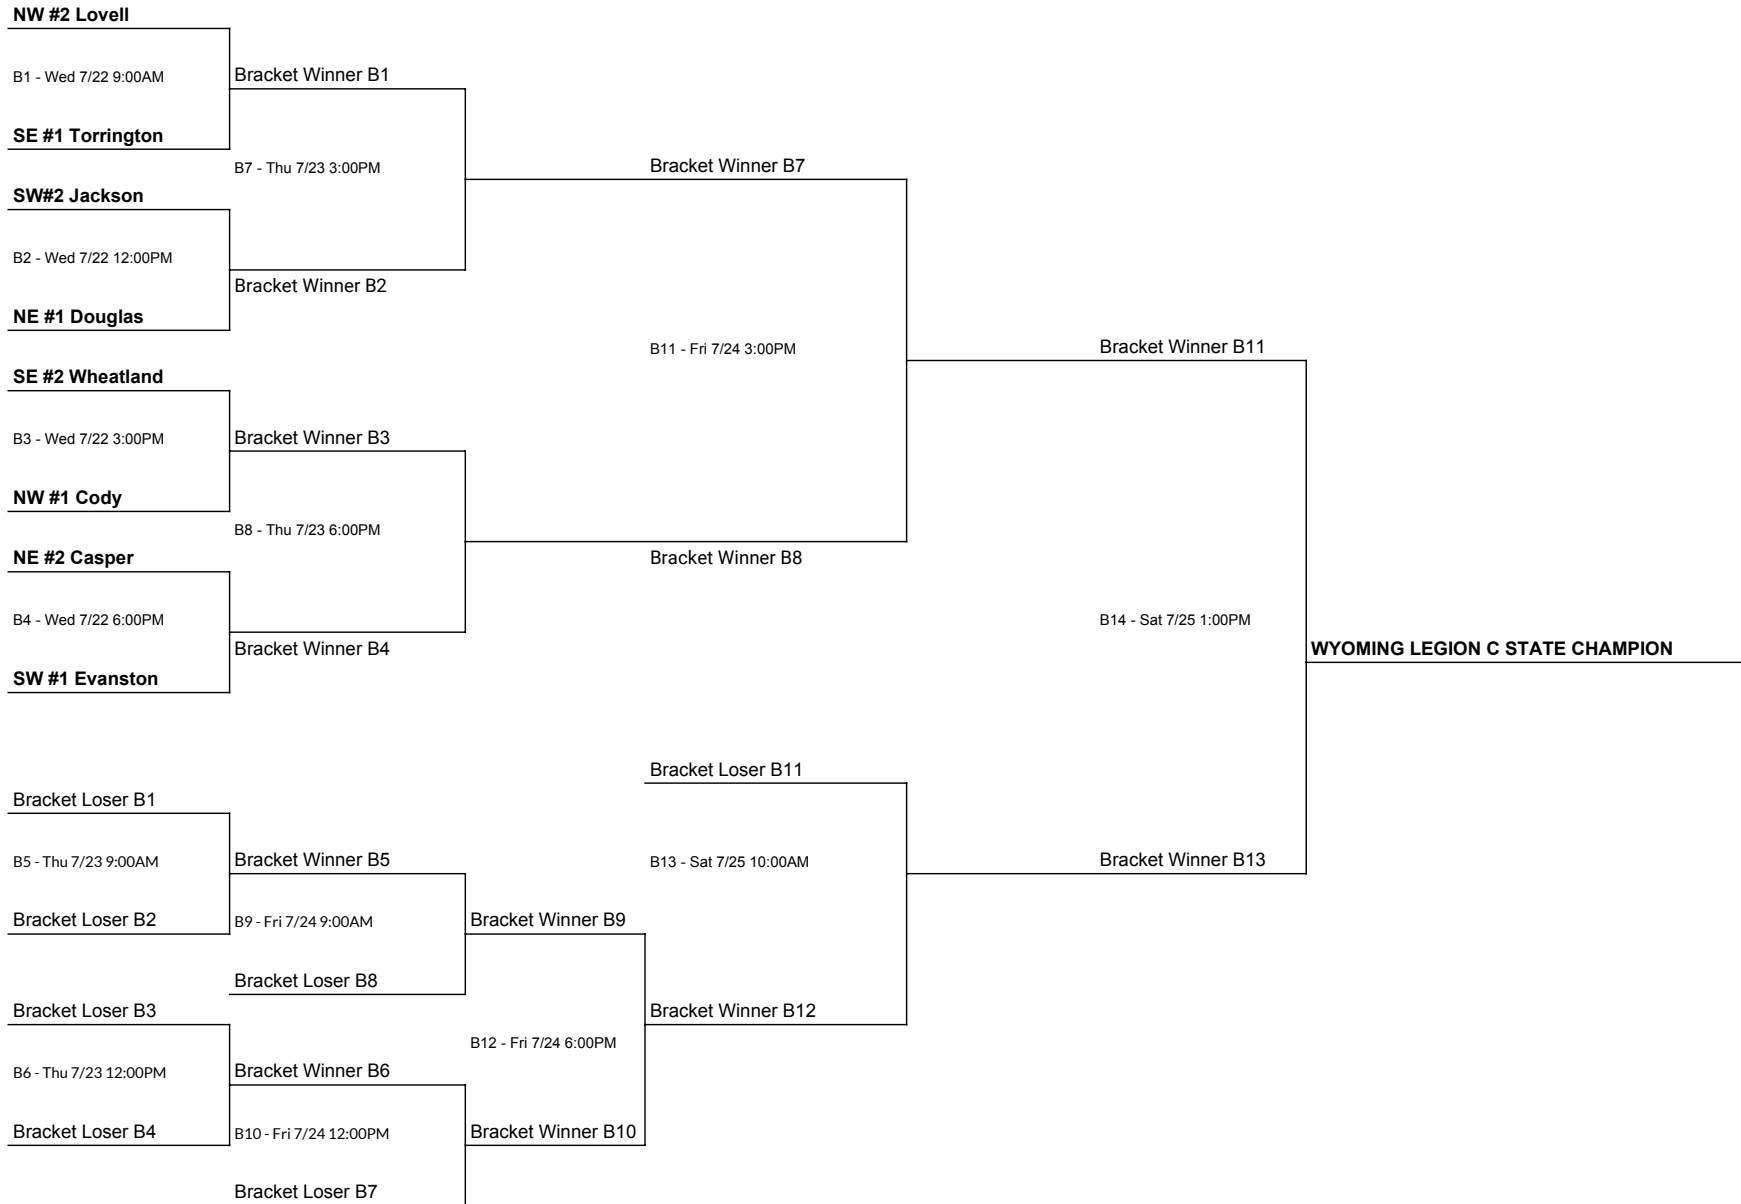 NW #2 Lovell
B1 - Wed 7/22 9:00AM
Bracket Winner B1
SE #1 Torrington
B7 - Thu 7/23 3:00PM
Bracket Winner B7
SW#2 Jackson
B2 - Wed 7/22 12:00PM
Bracket Winner B2
NE #1 Douglas
B11 - Fri 7/24 3:00PM
Bracket Winner B11
SE #2 Wheatland
B3 - Wed 7/22 3:00PM
Bracket Winner B3
NW #1 Cody
B8 - Thu 7/23 6:00PM
NE #2 Casper
Bracket Winner B8
B4 - Wed 7/22 6:00PM
B14 - Sat 7/25 1:00PM
Bracket Winner B4
WYOMING LEGION C STATE CHAMPION
SW #1 Evanston
Bracket Loser B11
Bracket Loser B1
B5 - Thu 7/23 9:00AM
Bracket Winner B5
B13 - Sat 7/25 10:00AM
Bracket Winner B13
Bracket Loser B2
B9 - Fri 7/24 9:00AM
Bracket Winner B9
Bracket Loser B8
Bracket Loser B3
Bracket Winner B12
B12 - Fri 7/24 6:00PM
B6 - Thu 7/23 12:00PM
Bracket Winner B6
Bracket Loser B4
B10 - Fri 7/24 12:00PM
Bracket Winner B10
Bracket Loser B7